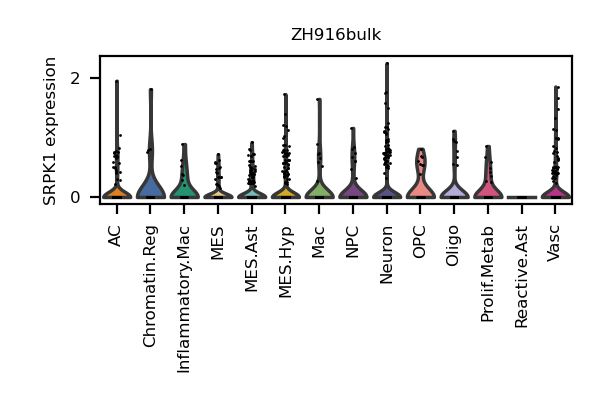 ZH916bulk
SRPK1 expression
2
0
AC
Chromatin.Reg
Inflammatory.Mac
MES
MES.Ast
MES.Hyp
Mac
NPC
Neuron
OPC
Oligo
Prolif.Metab
Reactive.Ast
Vasc